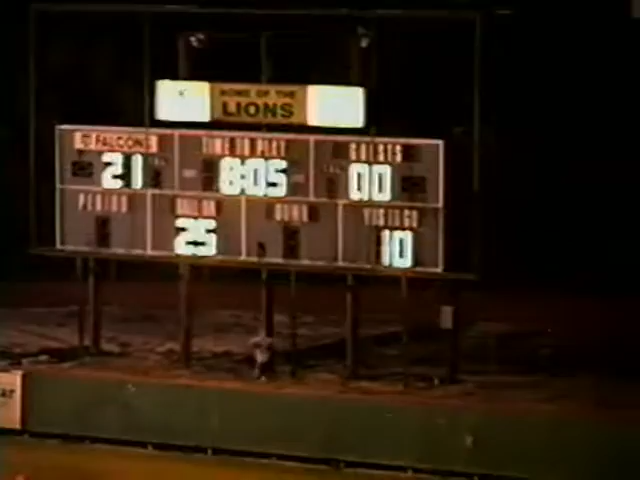 HOME OF THE
LIONS
FALCONS TIME IN PLAY GUESTS
21 8:05 00
PERIOD BALL ON DOWN YDS TO GO
25 10